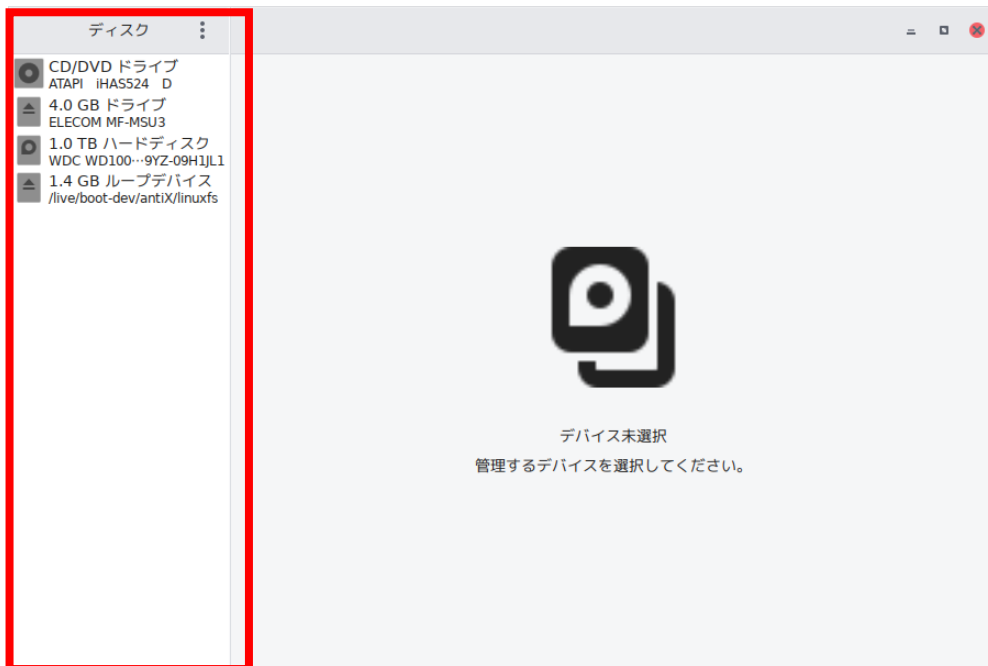 ディスク
CD/DVD ドライブ
ATAPI iHAS524 D
4.0 GB ドライブ
ELECOM MF-MSU3
1.0 TB ハードディスク
WDC WD100…9YZ-09H1JL1
1.4 GB ループデバイス
/live/boot-dev/antiX/linuxfs
デバイス未選択
管理するデバイスを選択してください。